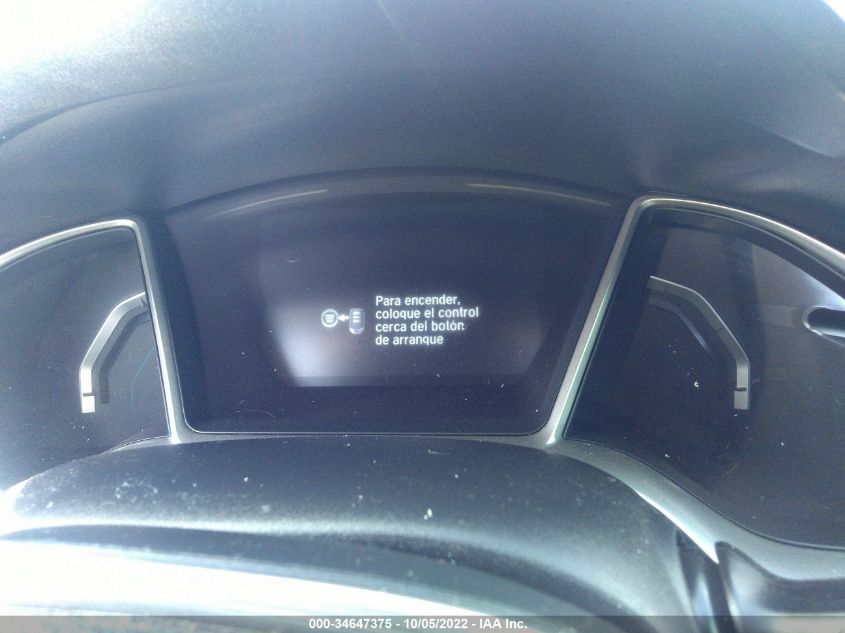 Para encender,
coloque el control
cerca del botón
de arranque
000-34647375 - 10/05/2022 - IAA Inc.